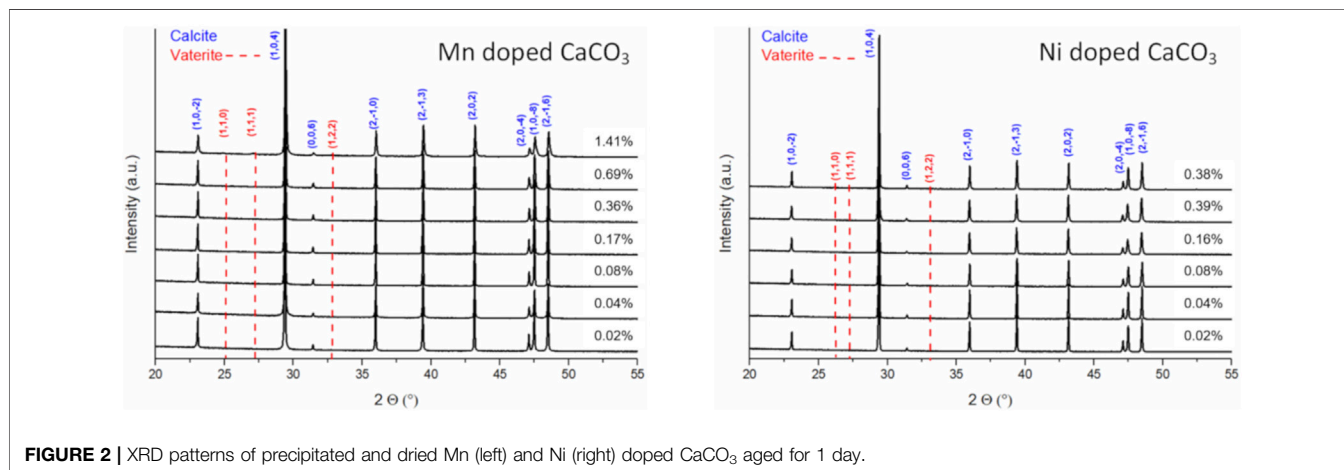 Calcite
Vaterite
Mn doped CaCO₃
(1,0,-2)
(1,1,0)
(1,1,1)
(1,0,4)
(0,0,6)
(1,2,2)
(2,-1,0)
(2,-1,3)
(2,0,2)
(2,0,-4)
(1,0,-8)
(2,-1,6)
1.41%
0.69%
0.36%
0.17%
0.08%
0.04%
0.02%
Intensity (a.u.)
20 25 30 35 40 45 50 55
2 Θ (°)
Calcite
Vaterite
Ni doped CaCO₃
(1,0,-2)
(1,1,0)
(1,1,1)
(1,0,4)
(0,0,6)
(1,2,2)
(2,-1,0)
(2,-1,3)
(2,0,2)
(2,0,-4)
(1,0,-8)
(2,-1,6)
0.38%
0.39%
0.16%
0.08%
0.04%
0.02%
Intensity (a.u.)
20 25 30 35 40 45 50 55
2 Θ (°)
FIGURE 2 | XRD patterns of precipitated and dried Mn (left) and Ni (right) doped CaCO₃ aged for 1 day.